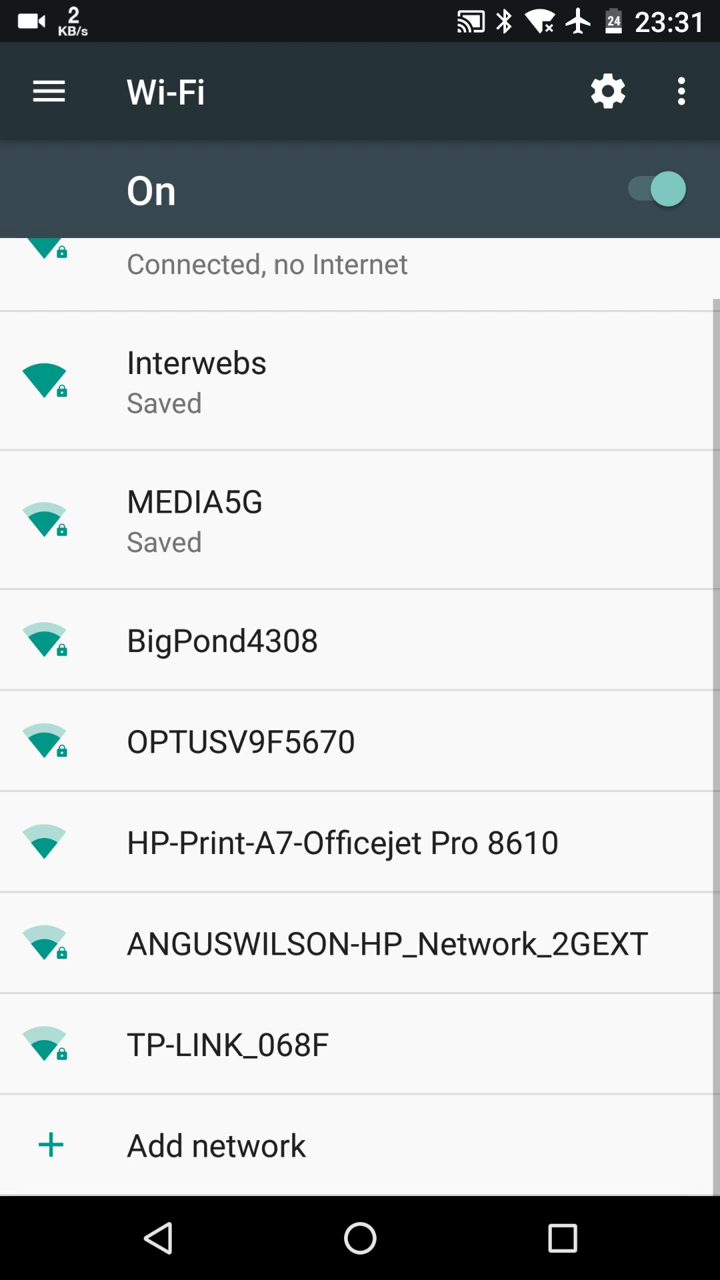 2
KB/s
24
23:31
Wi-Fi
On
Connected, no Internet
Interwebs
Saved
MEDIA5G
Saved
BigPond4308
OPTUSV9F5670
HP-Print-A7-Officejet Pro 8610
ANGUSWILSON-HP_Network_2GEXT
TP-LINK_068F
Add network